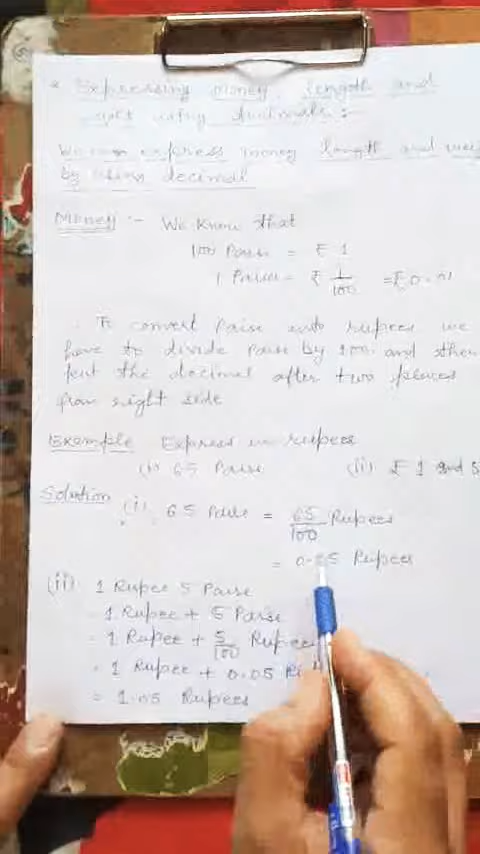 * Expressing money length and
using decimals :-
We can express money length and
by using decimal
Money :- We know that
100 Paise = ₹ 1
1 Paise = ₹ 1/100 = ₹ 0.01
To convert Paise into rupees we
have to divide Paise by 100 and then
put the decimal after two places
from right side
Example Express in rupees
(i) 65 Paise (ii) ₹ 1 and 5
Solution (i) 65 Paise = 65/100 Rupees
= 0.65 Rupees
(ii) 1 Rupee 5 Paise
= 1 Rupee + 5 Paise
= 1 Rupee + 5/100 Rupees
= 1 Rupee + 0.05
= 1.05 Rupees